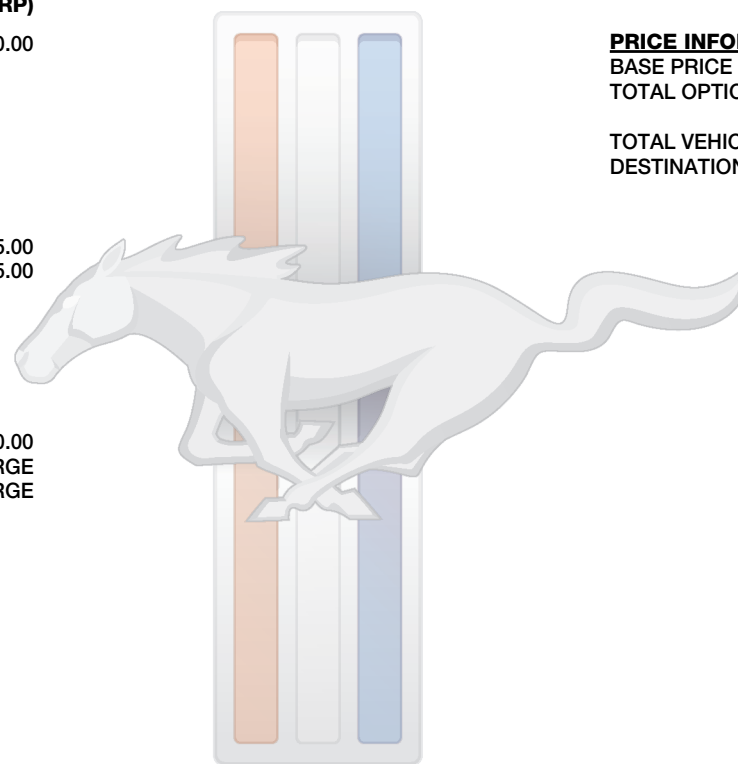 RP)
0.00
5.00
5.00
0.00
RGE
RGE
PRICE INFO
BASE PRICE
TOTAL OPTIO
TOTAL VEHIC
DESTINATION